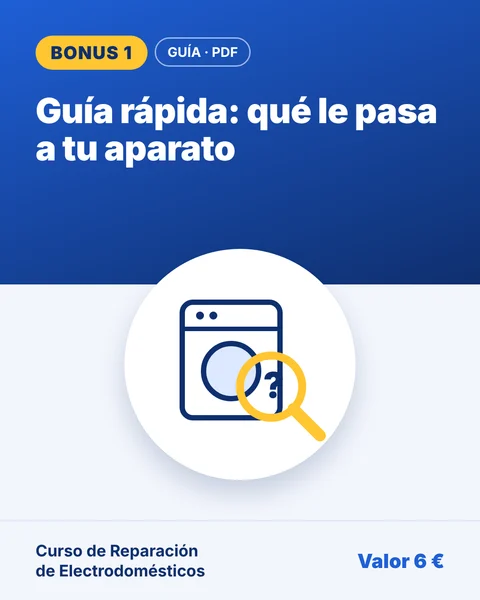 BONUS 1
GUÍA · PDF
Guía rápida: qué le pasa
a tu aparato
?
Curso de Reparación
de Electrodomésticos
Valor 6 €